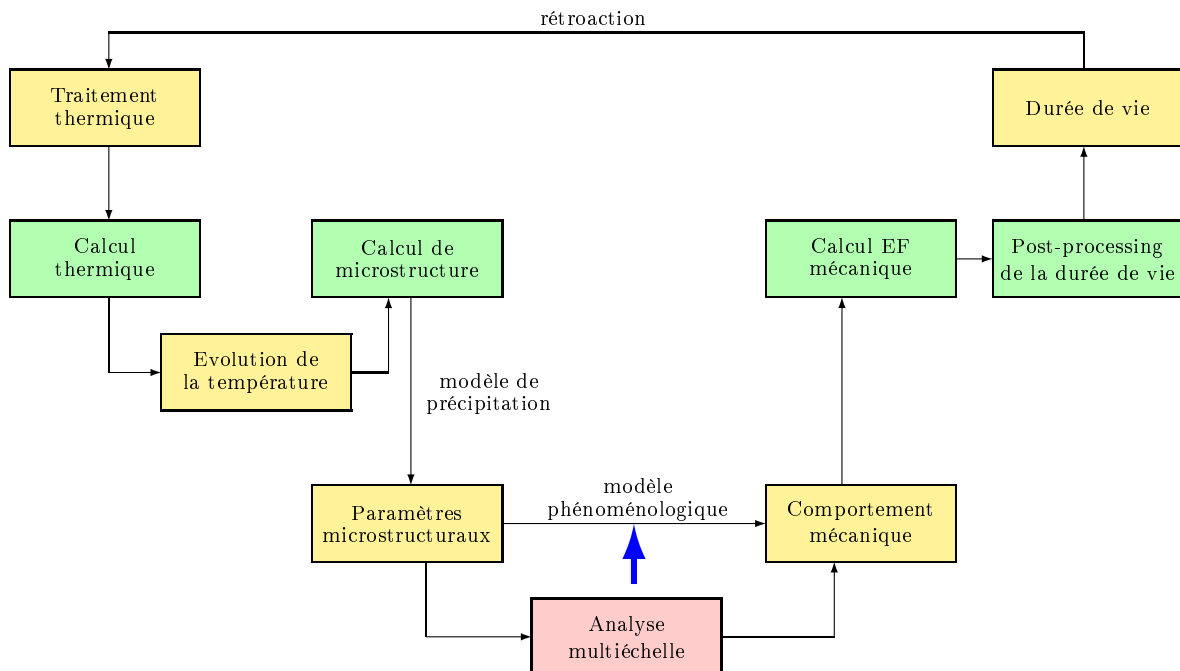 rétroaction
Traitement
thermique
Durée de vie
Calcul
thermique
Calcul de
microstructure
Calcul EF
mécanique
Post-processing
de la durée de vie
Evolution de
la température
modèle de
précipitation
Paramètres
microstructuraux
modèle
phénoménologique
Comportement
mécanique
Analyse
multiéchelle